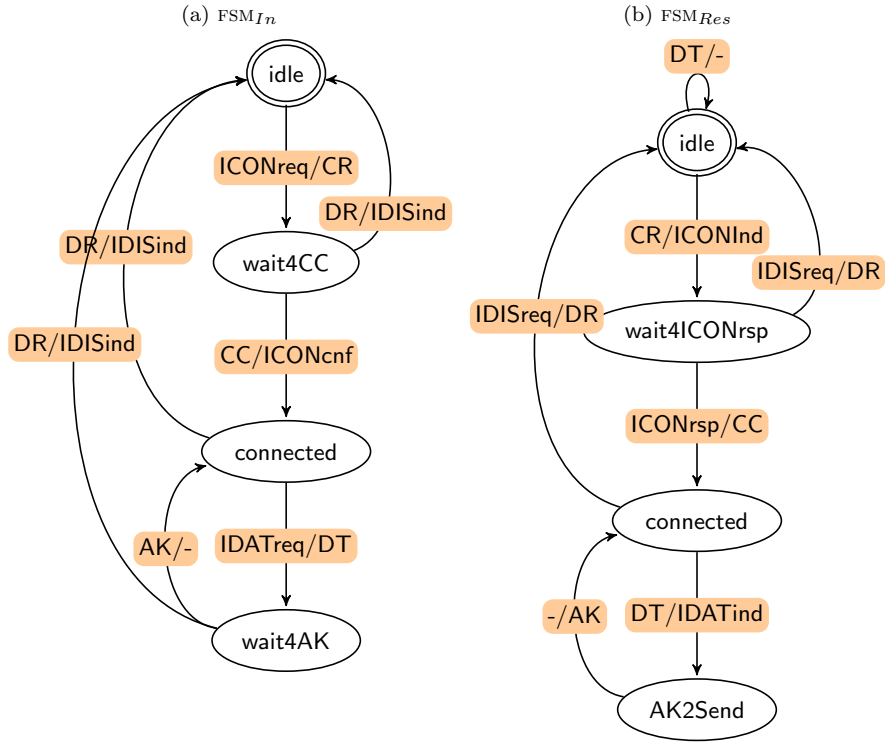 (a) FSM_In
idle
ICONreq/CR
DR/IDISind
DR/IDISind
wait4CC
DR/IDISind
CC/ICONcnf
connected
AK/-
IDATreq/DT
wait4AK
(b) FSM_Res
DT/-
idle
CR/ICONInd
IDISreq/DR
IDISreq/DR
wait4ICONrsp
ICONrsp/CC
connected
-/AK
DT/IDATind
AK2Send